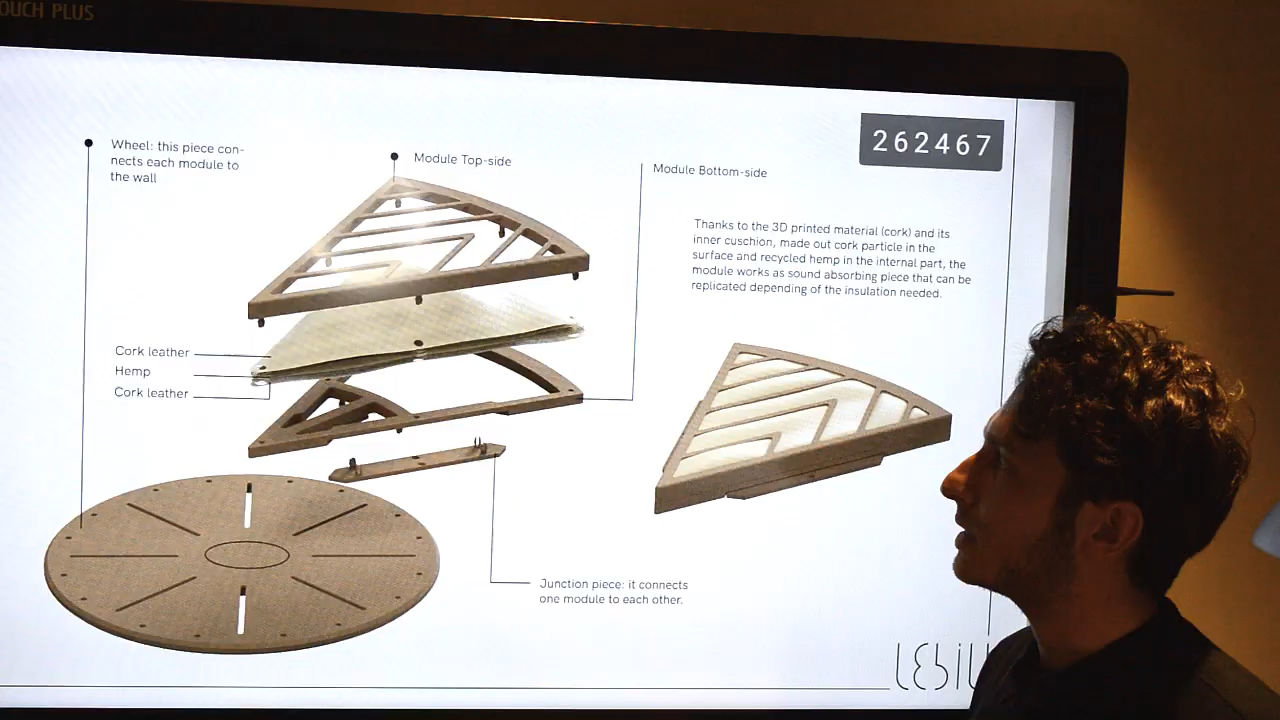 OUCH PLUS
262467
Wheel: this piece con-
nects each module to
the wall
Module Top-side
Module Bottom-side
Thanks to the 3D printed material (cork) and its
inner cuschion, made out cork particle in the
surface and recycled hemp in the internal part, the
module works as sound absorbing piece that can be
replicated depending of the insulation needed.
Cork leather
Hemp
Cork leather
Junction piece: it connects
one module to each other.